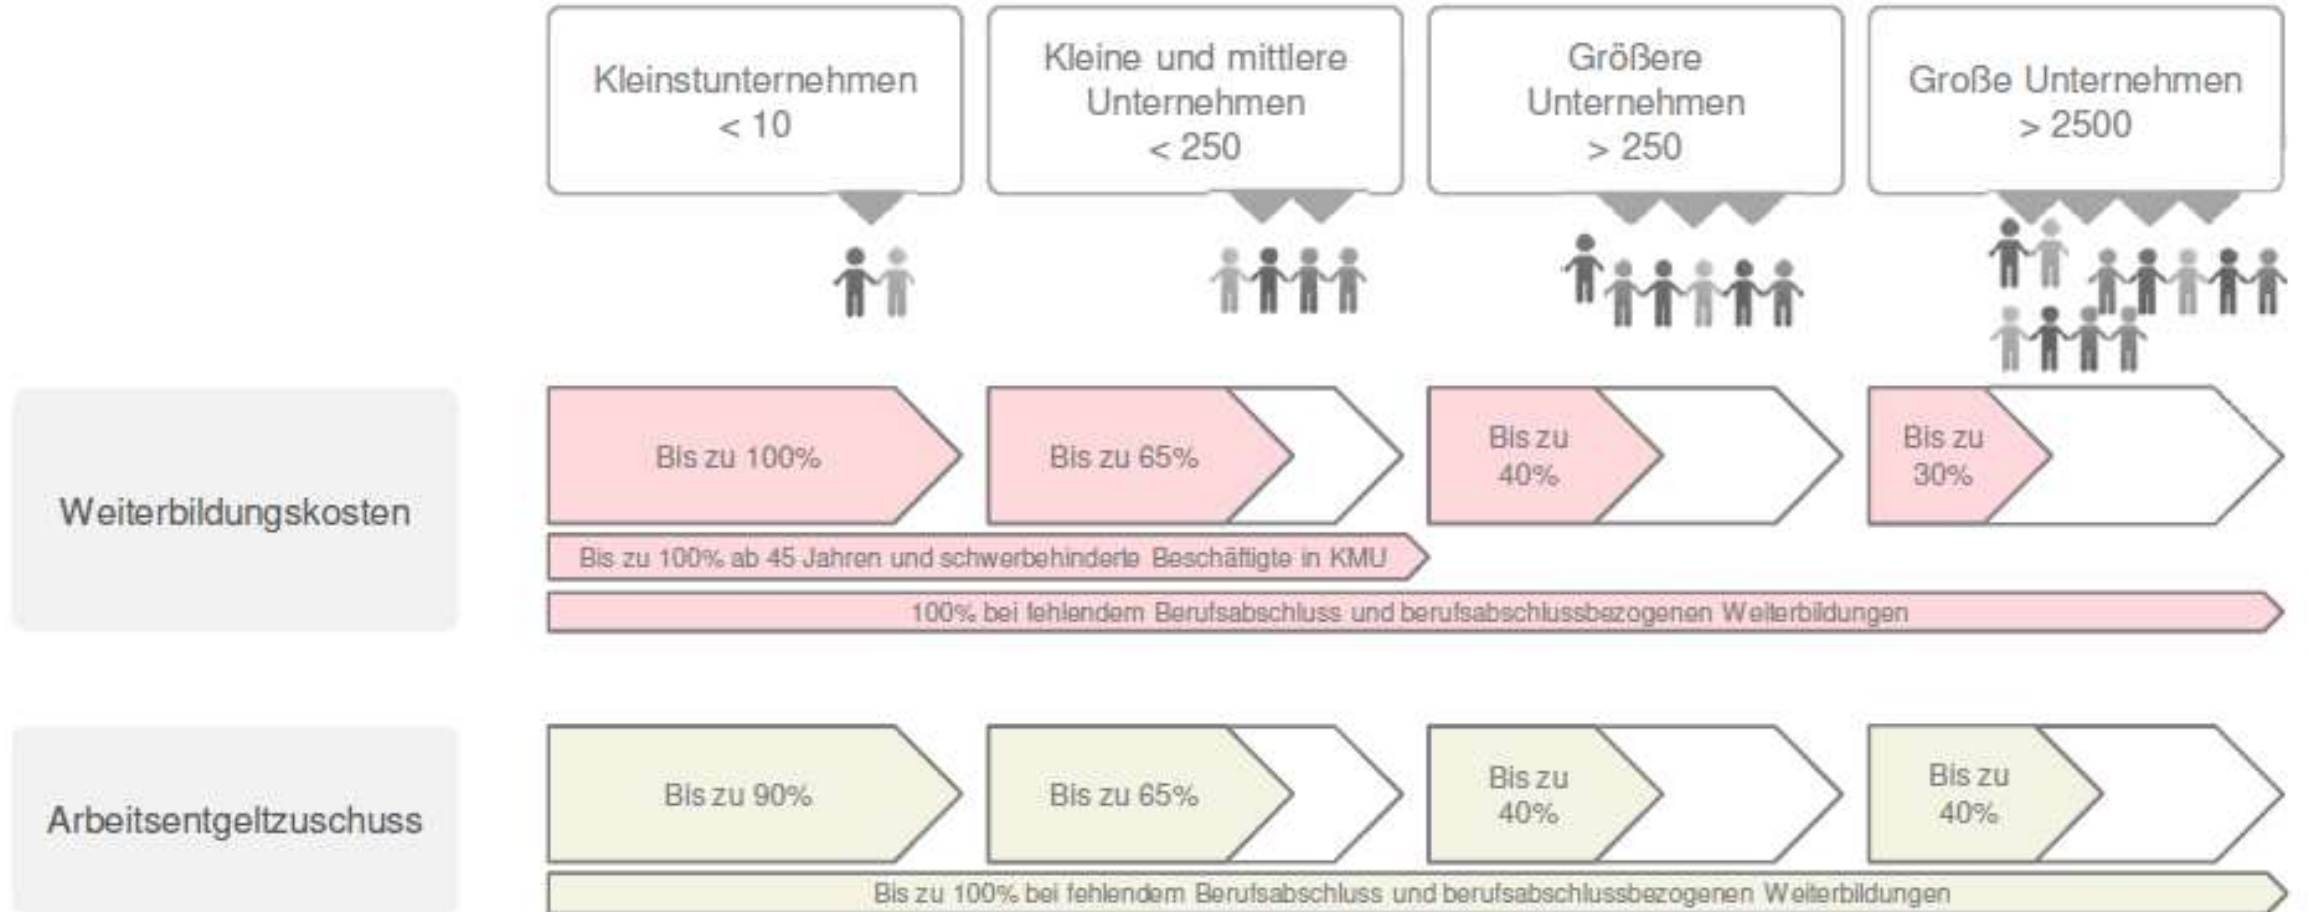 Kleinstunternehmen
< 10
Kleine und mittlere
Unternehmen
< 250
Größere
Unternehmen
> 250
Große Unternehmen
> 2500
Weiterbildungskosten
Bis zu 100%
Bis zu 65%
Bis zu
40%
Bis zu
30%
Bis zu 100% ab 45 Jahren und schwerbehinderte Beschäftigte in KMU
100% bei fehlendem Berufsabschluss und berufsabschlussbezogenen Weiterbildungen
Arbeitsentgeltzuschuss
Bis zu 90%
Bis zu 65%
Bis zu
40%
Bis zu
40%
Bis zu 100% bei fehlendem Berufsabschluss und berufsabschlussbezogenen Weiterbildungen